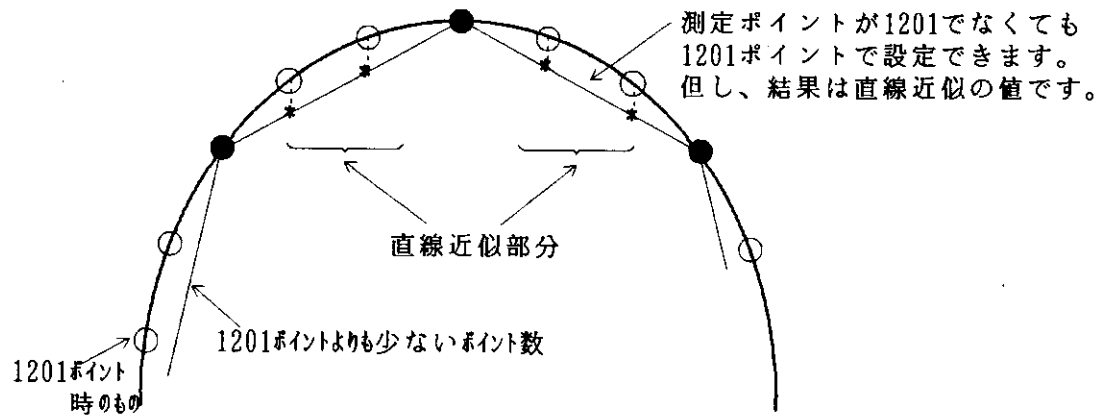 測定ポイントが1201でなくても
1201ポイントで設定できます。
但し、結果は直線近似の値です。
直線近似部分
1201ポイントよりも少ないポイント数
1201ポイント
時のもの